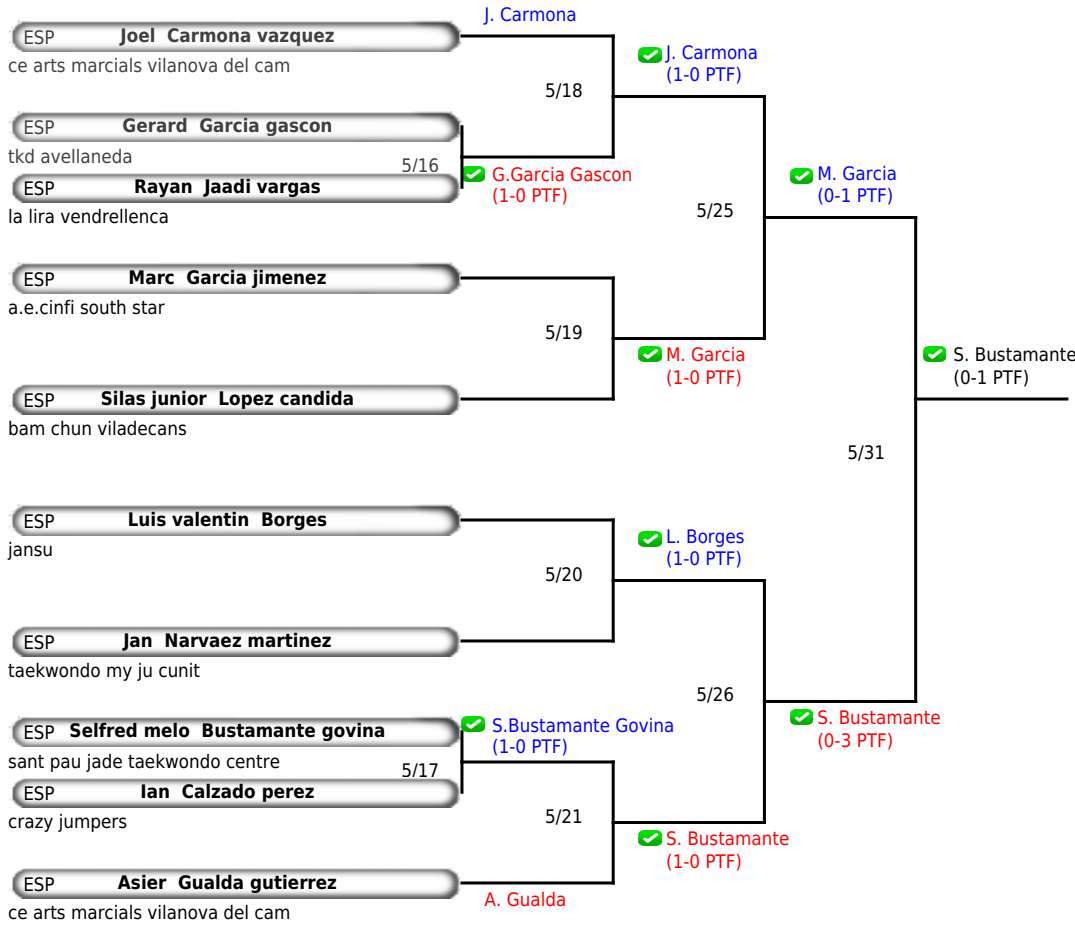 J. Carmona
ESP Joel Carmona vazquez
ce arts marcials vilanova del cam
J. Carmona
(1-0 PTF)
5/18
ESP Gerard Garcia gascon
tkd avellaneda
5/16
G.Garcia Gascon
(1-0 PTF)
ESP Rayan Jaadi vargas
la lira vendrellenca
M. Garcia
(0-1 PTF)
5/25
ESP Marc Garcia jimenez
a.e.cinfi south star
5/19
M. Garcia
(1-0 PTF)
S. Bustamante
(0-1 PTF)
ESP Silas junior Lopez candida
bam chun viladecans
5/31
ESP Luis valentin Borges
jansu
L. Borges
(1-0 PTF)
5/20
ESP Jan Narvaez martinez
taekwondo my ju cunit
5/26
S. Bustamante
(0-3 PTF)
ESP Selfred melo Bustamante govina
sant pau jade taekwondo centre
S.Bustamante Govina
(1-0 PTF)
5/17
ESP Ian Calzado perez
crazy jumpers
5/21
S. Bustamante
(1-0 PTF)
ESP Asier Gualda gutierrez
ce arts marcials vilanova del cam
A. Gualda